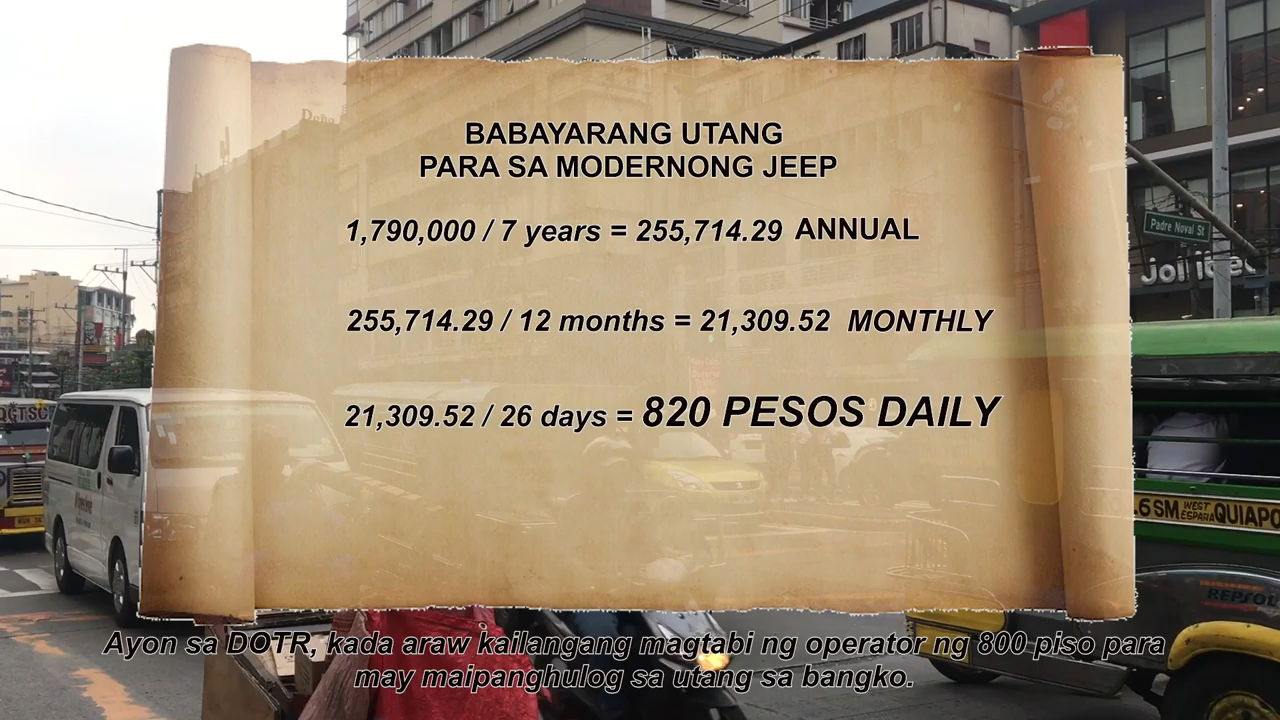 BABAYARANG UTANG
PARA SA MODERNONG JEEP
1,790,000 / 7 years = 255,714.29 ANNUAL
255,714.29 / 12 months = 21,309.52 MONTHLY
21,309.52 / 26 days = 820 PESOS DAILY
Padre Noval St
Jollibee
SM WEST ESPAÑA QUIAPO
REPSOL
Ayon sa DOTR, kada araw kailangang magtabi ng operator ng 800 piso para
may maipanghulog sa utang sa bangko.